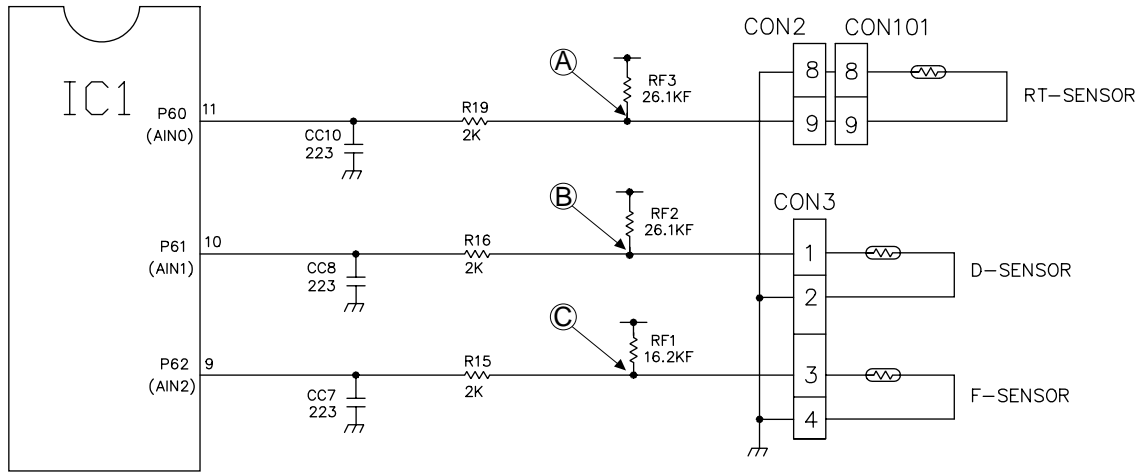 IC1
P60
(AIN0)
11
CC10
223
R19
2K
A
RF3
26.1KF
CON2
CON101
8
8
9
9
RT-SENSOR
P61
(AIN1)
10
CC8
223
R16
2K
B
RF2
26.1KF
CON3
1
2
D-SENSOR
P62
(AIN2)
9
CC7
223
R15
2K
C
RF1
16.2KF
3
4
F-SENSOR